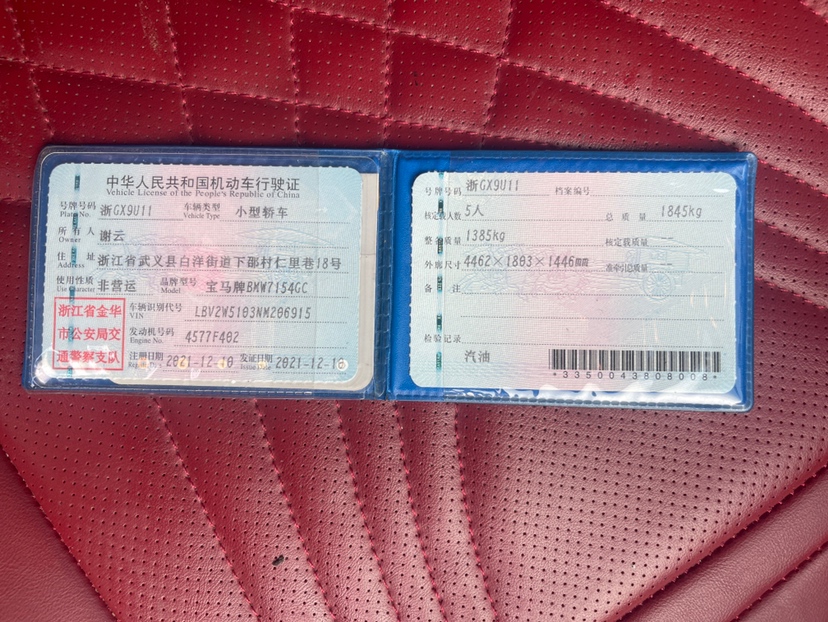 中华人民共和国机动车行驶证
Vehicle License of the People's Republic of China
号牌号码 浙GX9U11 车辆类型 小型轿车
Plate No. Vehicle Type
所有人 谢云
Owner
住址 浙江省武义县白洋街道下邵村仁里巷18号
Address
使用性质 非营运 品牌型号 宝马牌BMW7154GC
Use Character Model
浙江省金华
市公安局交
通警察支队
车辆识别代号 LBV2W5103NM206915
VIN
发动机号码 4577F402
Engine No.
注册日期 2021-12-10 发证日期 2021-12-10
Issue Date
号牌号码 浙GX9U11 档案编号
核定载人数 5人 总质量 1845kg
整备质量 1385kg 核定载质量 --
外廓尺寸 4462×1803×1446mm 准牵引总质量 --
备注
检验记录
汽油
*3350043808008*